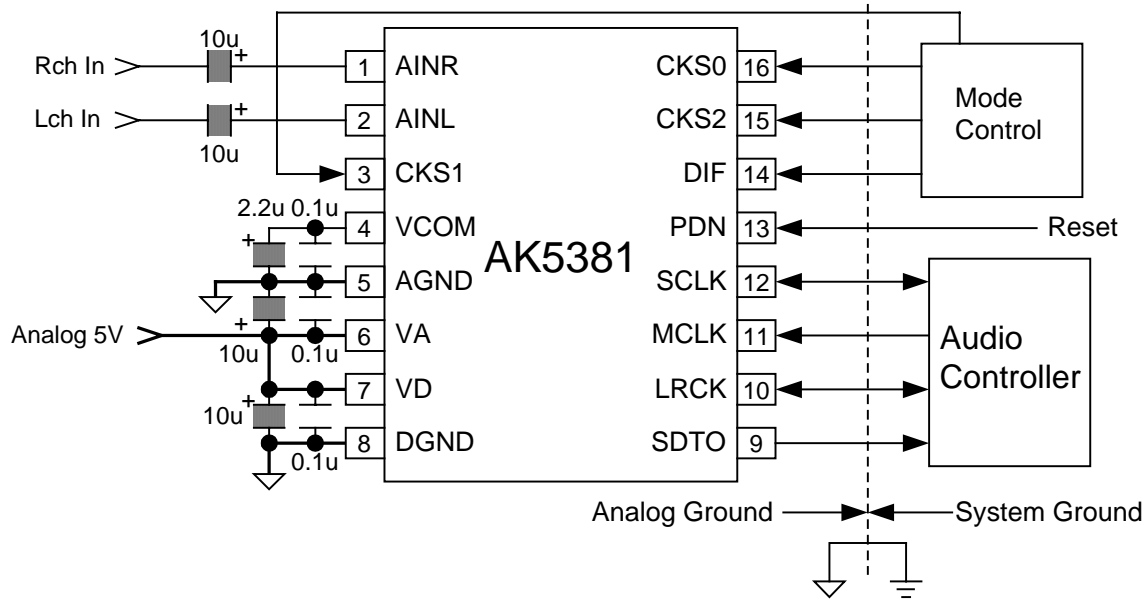 10u
+
Rch In
1 AINR
CKS0 16
Mode
Control
+
Lch In
2 AINL
CKS2 15
10u
3 CKS1
DIF 14
2.2u 0.1u
+
4 VCOM
PDN 13
Reset
AK5381
5 AGND
SCLK 12
Analog 5V
+
10u
0.1u
6 VA
MCLK 11
Audio
Controller
7 VD
LRCK 10
10u
+
8 DGND
SDTO 9
0.1u
Analog Ground
System Ground